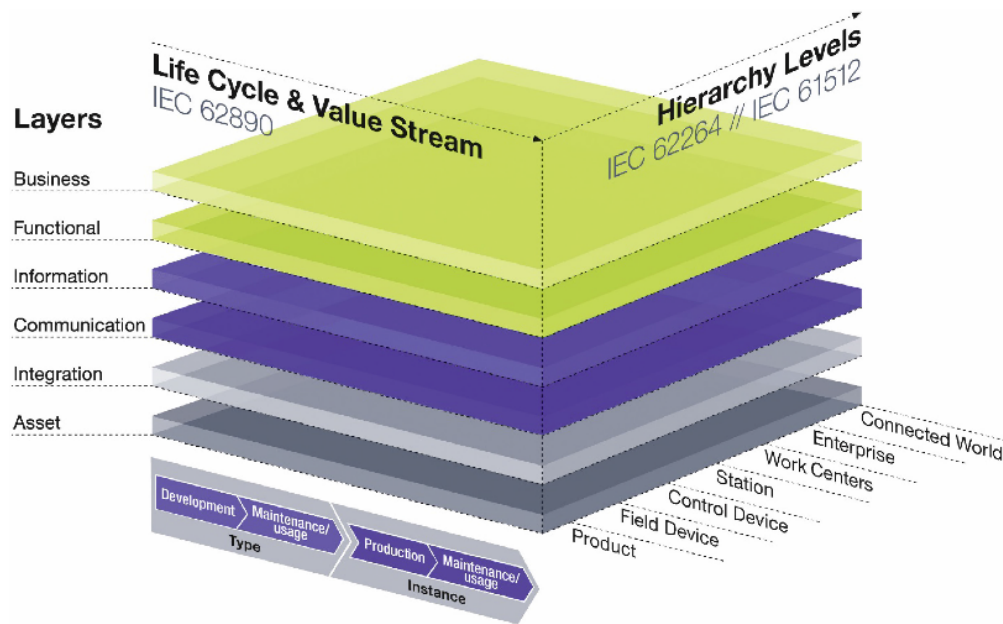 Life Cycle & Value Stream
IEC 62890
Hierarchy Levels
IEC 62264 // IEC 61512
Layers
Business
Functional
Information
Communication
Integration
Asset
Connected World
Enterprise
Work Centers
Station
Control Device
Field Device
Product
Development
Maintenance/
usage
Type
Production
Maintenance/
usage
Instance